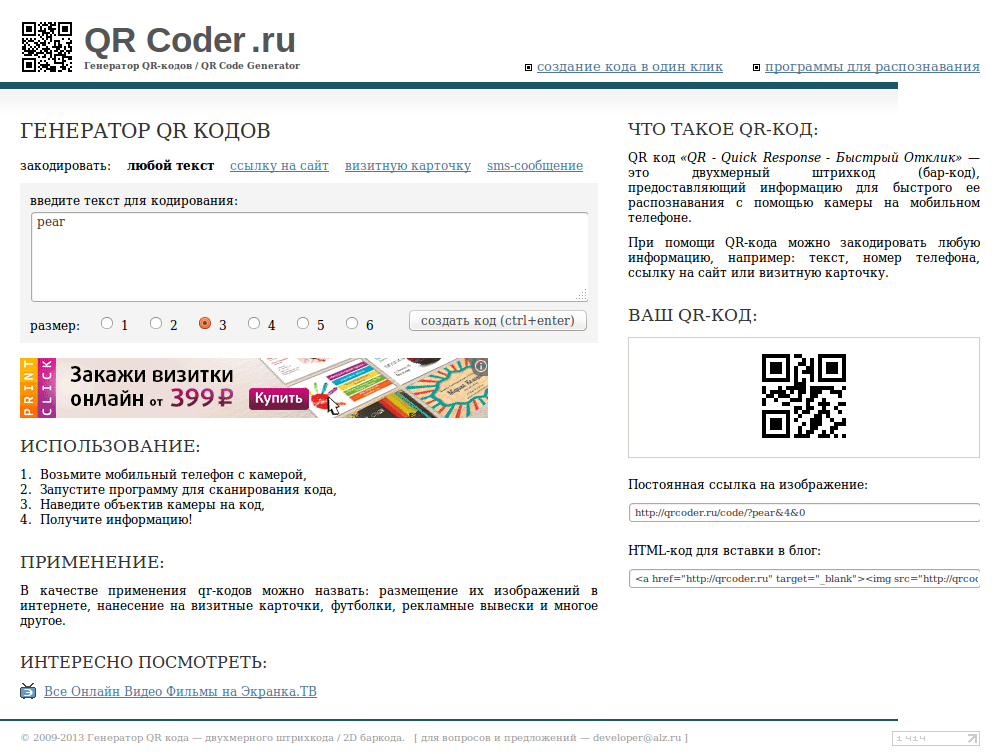 QR Coder.ru
Генератор QR-кодов / QR Code Generator
создание кода в один клик
программы для распознавания
ГЕНЕРАТОР QR КОДОВ
закодировать: любой текст ссылку на сайт визитную карточку sms-сообщение
введите текст для кодирования:
pear
размер: 1 2 3 4 5 6 создать код (ctrl+enter)
PRINT
CLICK
Закажи визитки
онлайн от 399 ₽ Купить
ИСПОЛЬЗОВАНИЕ:
1. Возьмите мобильный телефон с камерой,
2. Запустите программу для сканирования кода,
3. Наведите объектив камеры на код,
4. Получите информацию!
ПРИМЕНЕНИЕ:
В качестве применения qr-кодов можно назвать: размещение их изображений в
интернете, нанесение на визитные карточки, футболки, рекламные вывески и многое
другое.
ИНТЕРЕСНО ПОСМОТРЕТЬ:
Все Онлайн Видео Фильмы на Экранка.ТВ
ЧТО ТАКОЕ QR-КОД:
QR код «QR - Quick Response - Быстрый Отклик» —
это двухмерный штрихкод (бар-код),
предоставляющий информацию для быстрого ее
распознавания с помощью камеры на мобильном
телефоне.
При помощи QR-кода можно закодировать любую
информацию, например: текст, номер телефона,
ссылку на сайт или визитную карточку.
ВАШ QR-КОД:
Постоянная ссылка на изображение:
http://qrcoder.ru/code/?pear&4&0
HTML-код для вставки в блог:
<a href="http://qrcoder.ru" target="_blank"><img src="http://qrcod
© 2009-2013 Генератор QR кода — двухмерного штрихкода / 2D баркода. [ для вопросов и предложений — developer@alz.ru ]